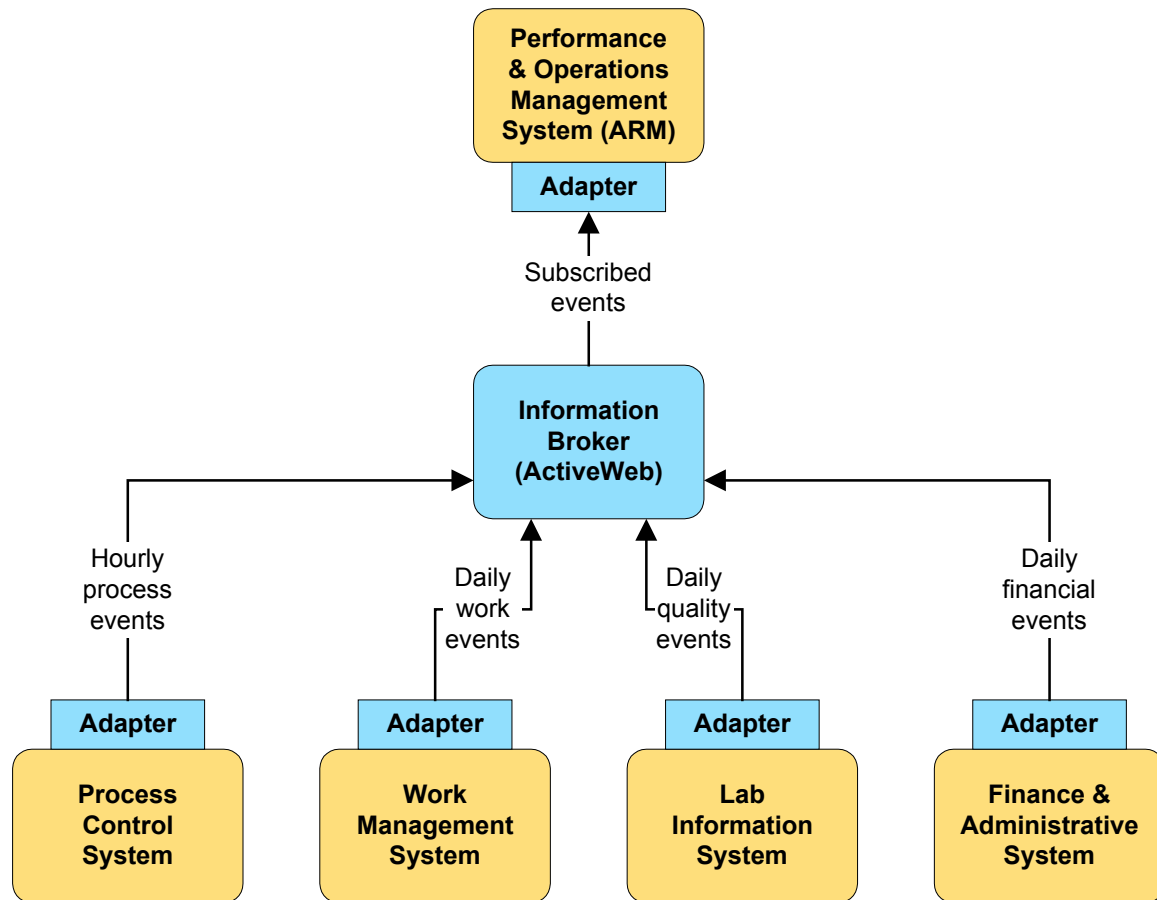 Performance
& Operations
Management
System (ARM)
Adapter
Subscribed
events
Information
Broker
(ActiveWeb)
Hourly
process
events
Daily
work
events
Daily
quality
events
Daily
financial
events
Adapter
Adapter
Adapter
Adapter
Process
Control
System
Work
Management
System
Lab
Information
System
Finance &
Administrative
System